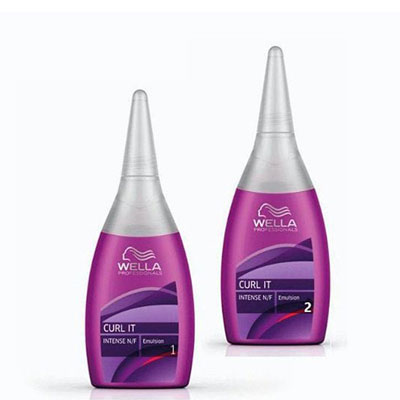 WELLA
PROFESSIONALS
CURL IT
INTENSE N/F Emulsion 1
WELLA
PROFESSIONALS
CURL IT
INTENSE N/F Emulsion 2